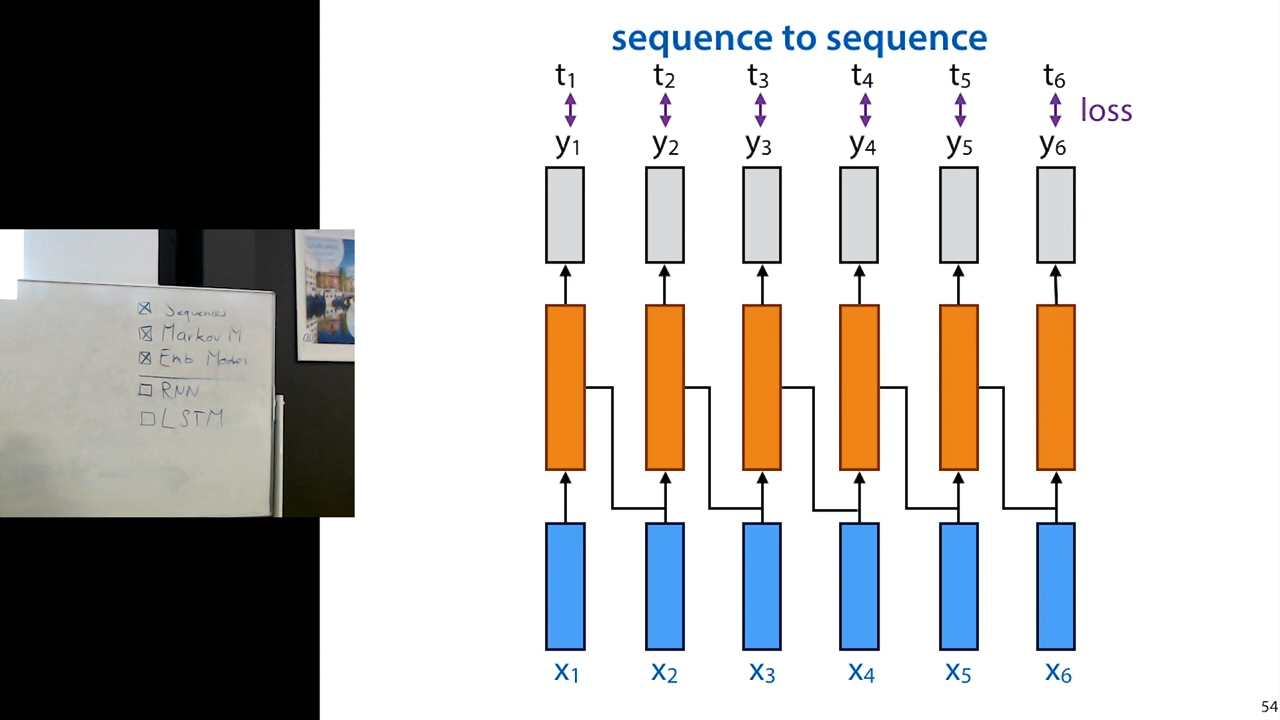 sequence to sequence
t1 t2 t3 t4 t5 t6
loss
y1 y2 y3 y4 y5 y6
x1 x2 x3 x4 x5 x6
54
Sequences
Markov M
Emb Model
RNN
LSTM